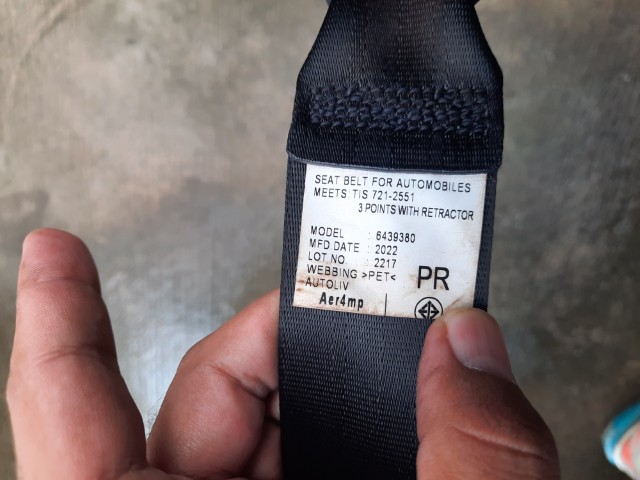 SEAT BELT FOR AUTOMOBILES
MEETS: TIS 721-2551
3 POINTS WITH RETRACTOR
MODEL : 6439380
MFD DATE : 2022
LOT NO. : 2217
WEBBING >PET<
AUTOLIV
PR
Aer4mp